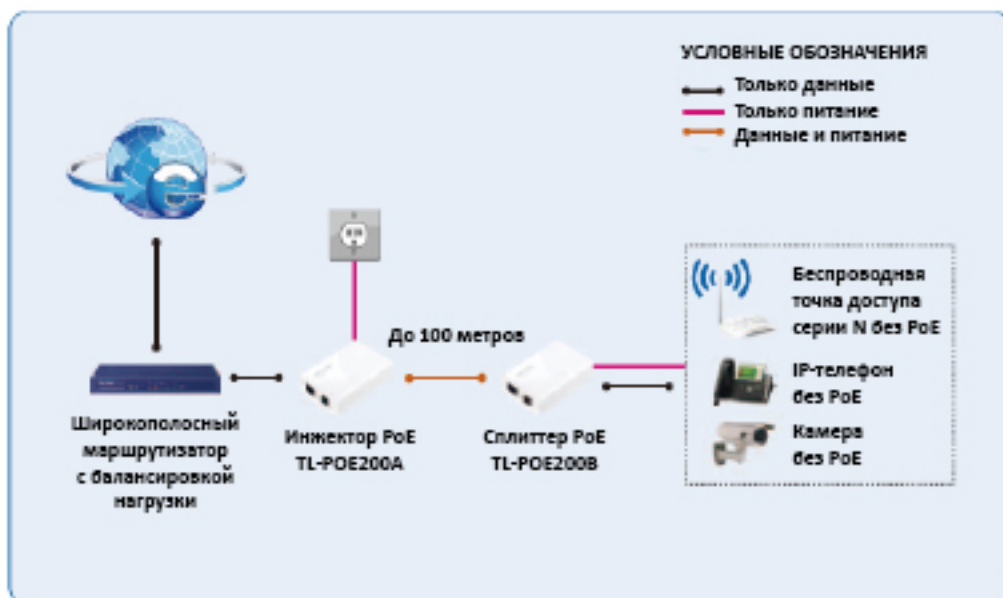 УСЛОВНЫЕ ОБОЗНАЧЕНИЯ
Только данные
Только питание
Данные и питание
До 100 метров
Широкополосный
маршрутизатор
с балансировкой
нагрузки
Инжектор PoE
TL-POE200A
Сплиттер PoE
TL-POE200B
Беспроводная
точка доступа
серии N без PoE
IP-телефон
без PoE
Камера
без PoE